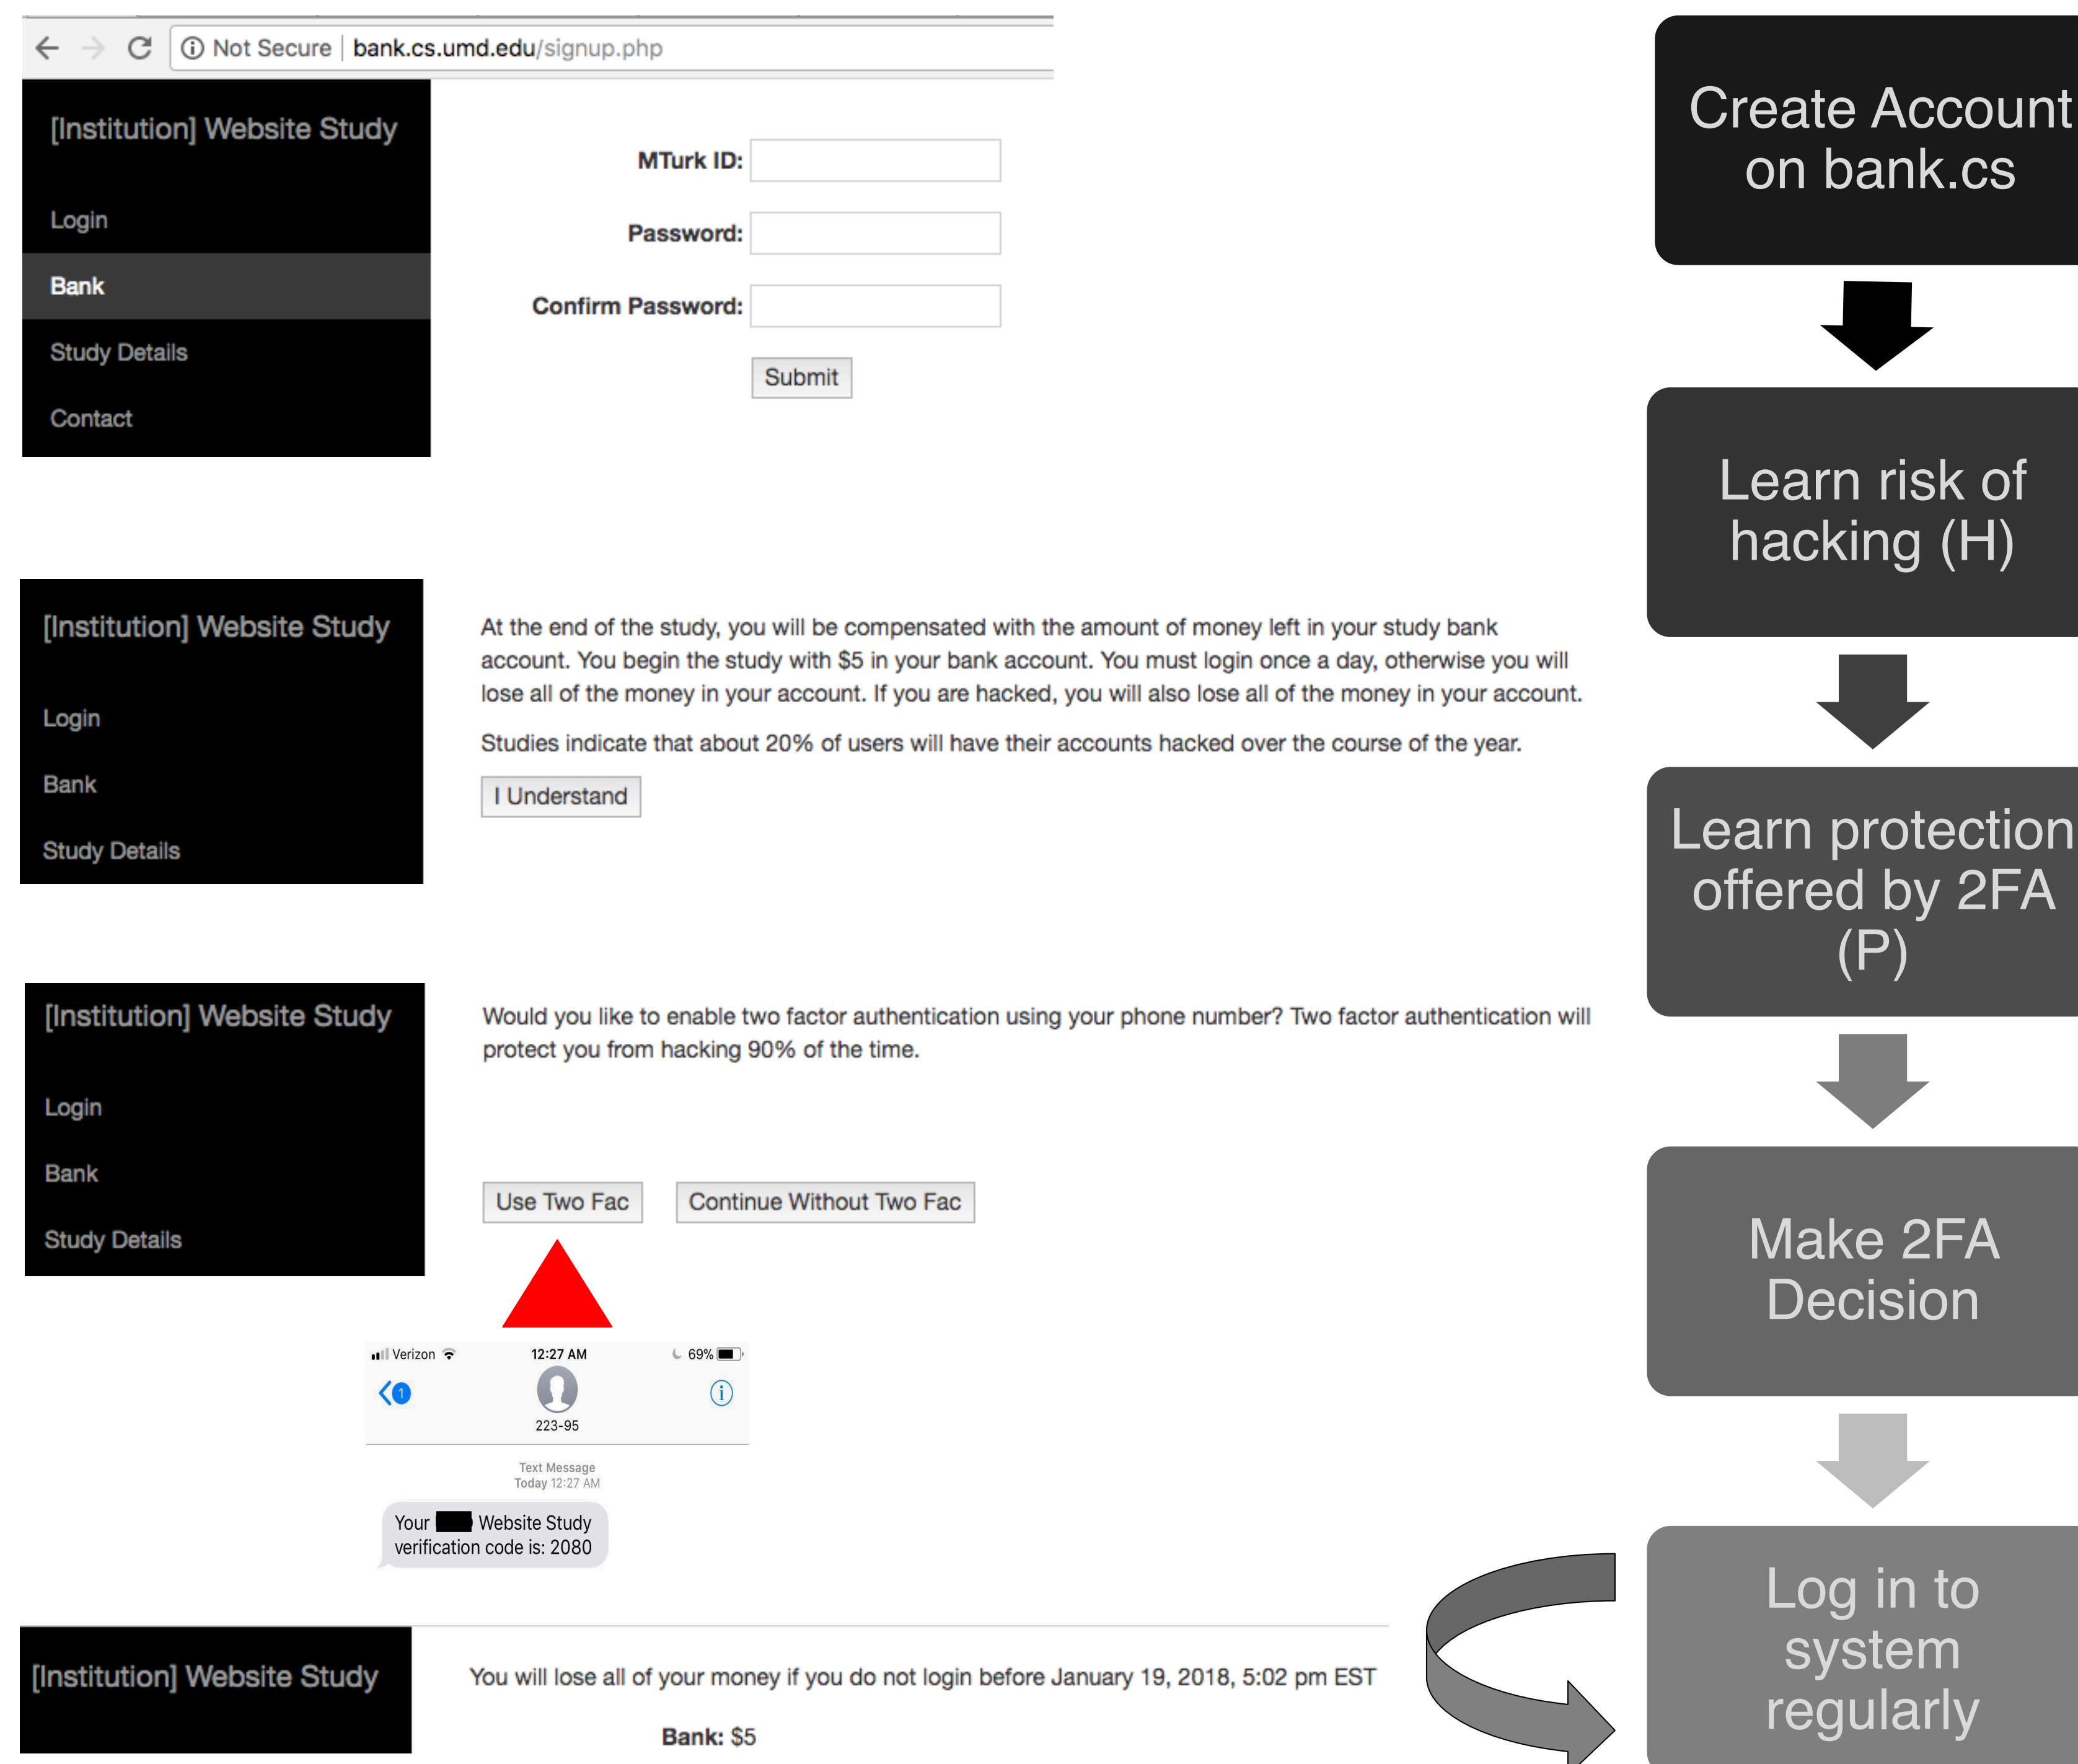 Not Secure | bank.cs.umd.edu/signup.php
[Institution] Website Study
Login
Bank
Study Details
Contact
MTurk ID:
Password:
Confirm Password:
Submit
Create Account
on bank.cs
Learn risk of
hacking (H)
[Institution] Website Study
Login
Bank
Study Details
At the end of the study, you will be compensated with the amount of money left in your study bank
account. You begin the study with $5 in your bank account. You must login once a day, otherwise you will
lose all of the money in your account. If you are hacked, you will also lose all of the money in your account.
Studies indicate that about 20% of users will have their accounts hacked over the course of the year.
I Understand
Learn protection
offered by 2FA
(P)
[Institution] Website Study
Login
Bank
Study Details
Would you like to enable two factor authentication using your phone number? Two factor authentication will
protect you from hacking 90% of the time.
Use Two Fac
Continue Without Two Fac
Make 2FA
Decision
Verizon
12:27 AM
69%
1
223-95
Text Message
Today 12:27 AM
Your Website Study
verification code is: 2080
Log in to
system
regularly
[Institution] Website Study
You will lose all of your money if you do not login before January 19, 2018, 5:02 pm EST
Bank: $5